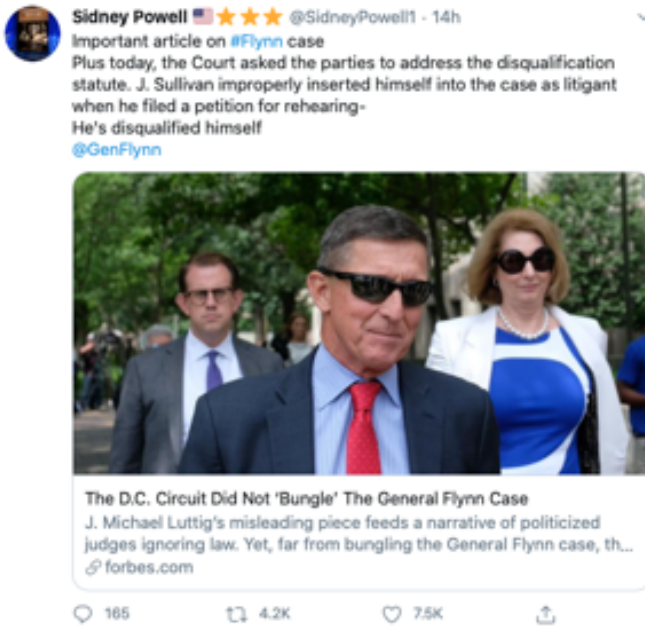 Sidney Powell 🇺🇸⭐⭐⭐ @SidneyPowell1 · 14h
Important article on #Flynn case
Plus today, the Court asked the parties to address the disqualification
statute. J. Sullivan improperly inserted himself into the case as litigant
when he filed a petition for rehearing-
He's disqualified himself
@GenFlynn
The D.C. Circuit Did Not 'Bungle' The General Flynn Case
J. Michael Luttig's misleading piece feeds a narrative of politicized
judges ignoring law. Yet, far from bungling the General Flynn case, th...
forbes.com
165 4.2K 7.5K